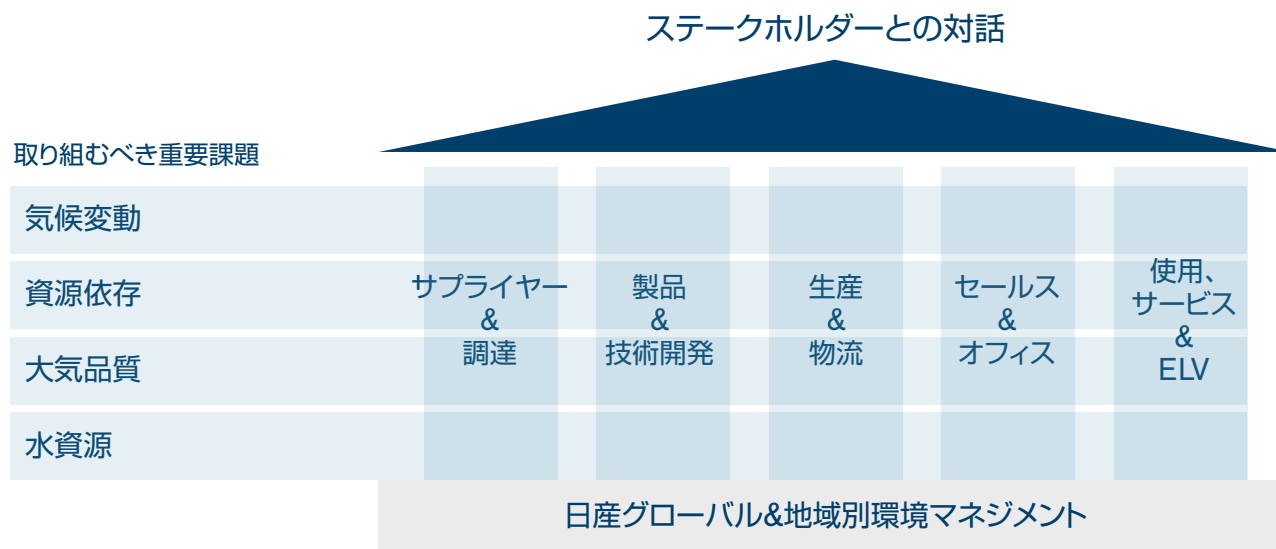 ステークホルダーとの対話
取り組むべき重要課題
気候変動
資源依存
大気品質
水資源
サプライヤー
&
調達
製品
&
技術開発
生産
&
物流
セールス
&
オフィス
使用、
サービス
&
ELV
日産グローバル&地域別環境マネジメント